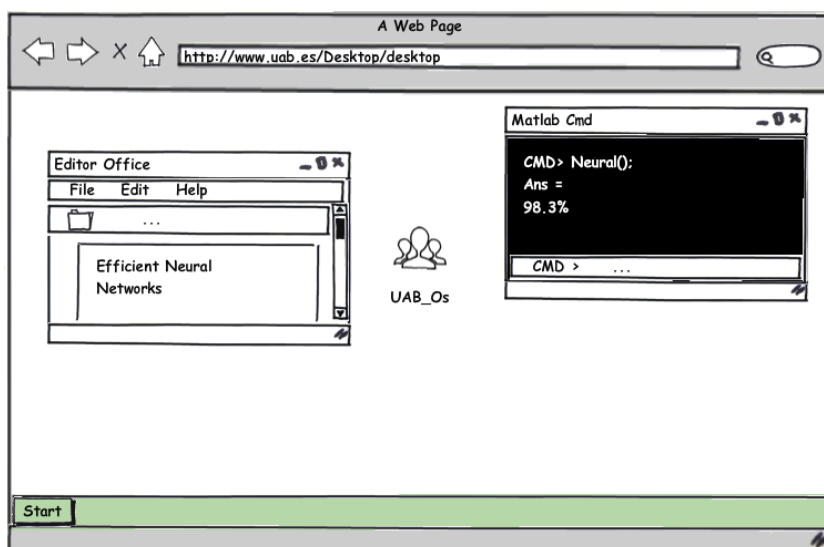 A Web Page
http://www.uab.es/Desktop/desktop
Editor Office
File Edit Help
...
Efficient Neural
Networks
UAB_Os
Matlab Cmd
CMD> Neural();
Ans =
98.3%
CMD > ...
Start